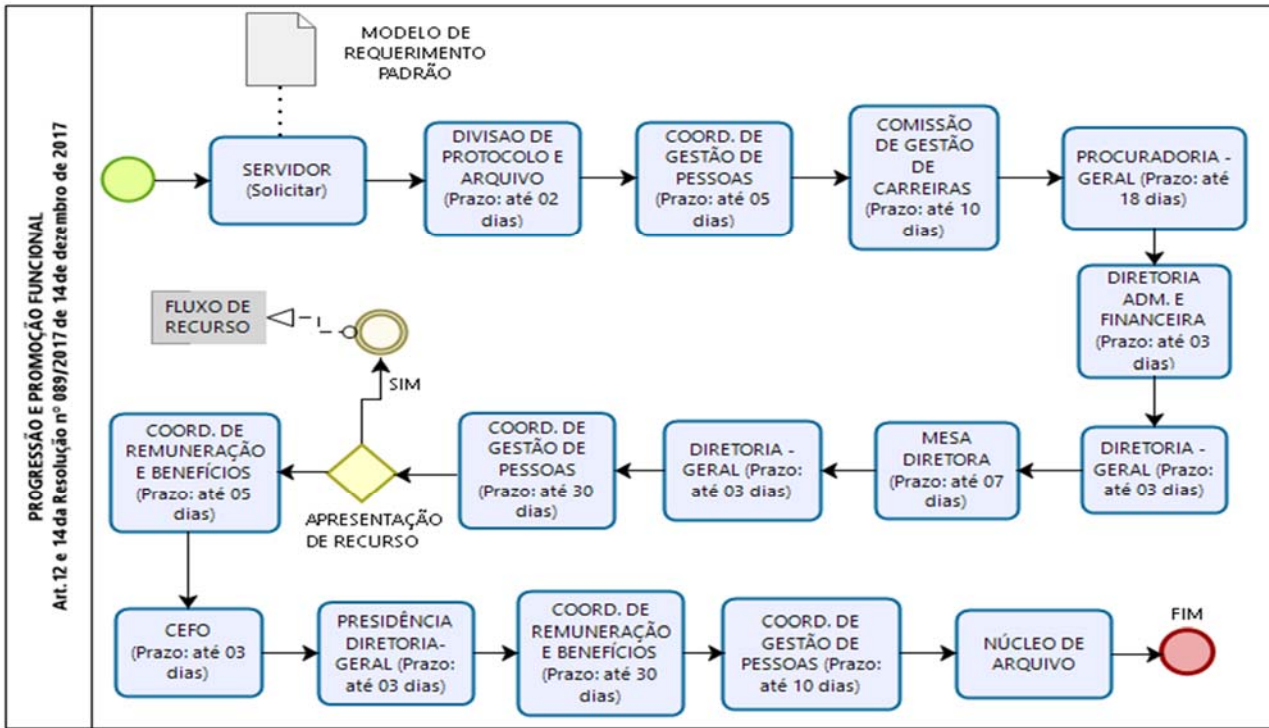 PROGRESSÃO E PROMOÇÃO FUNCIONAL
Art.12 e 14 da Resolução nº 089/2017 de 14 de dezembro de 2017
MODELO DE
REQUERIMENTO
PADRÃO
SERVIDOR
(Solicitar)
DIVISAO DE
PROTOCOLO E
ARQUIVO
(Prazo: até 02
dias)
COORD. DE
GESTÃO DE
PESSOAS
(Prazo: até 05
dias)
COMISSÃO
DE GESTÃO
DE
CARREIRAS
(Prazo: até 10
dias)
PROCURADORIA -
GERAL (Prazo: até
18 dias)
DIRETORIA
ADM. E
FINANCEIRA
(Prazo: até 03
dias)
DIRETORIA -
GERAL (Prazo:
até 03 dias)
MESA
DIRETORA
(Prazo: até 07
dias)
DIRETORIA -
GERAL (Prazo:
até 03 dias)
COORD. DE
GESTÃO DE
PESSOAS
(Prazo: até 30
dias)
APRESENTAÇÃO
DE RECURSO
SIM
FLUXO DE
RECURSO
COORD. DE
REMUNERAÇÃO
E BENEFÍCIOS
(Prazo: até 05
dias)
CEFO
(Prazo: até 03
dias)
PRESIDÊNCIA
DIRETORIA-
GERAL (Prazo:
até 03 dias)
COORD. DE
REMUNERAÇÃO
E BENEFÍCIOS
(Prazo: até 30
dias)
COORD. DE
GESTÃO DE
PESSOAS (Prazo:
até 10 dias)
NÚCLEO DE
ARQUIVO
FIM